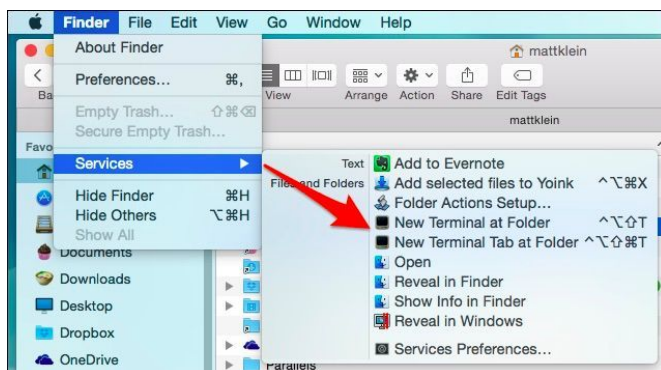 Finder File Edit View Go Window Help
About Finder
Preferences... ⌘,
Empty Trash... ⇧⌘⌫
Secure Empty Trash...
Services ▶
Hide Finder ⌘H
Hide Others ⌥⌘H
Show All
mattklein
Ba
View Arrange Action Share Edit Tags
mattklein
Favo
Documents
Downloads
Desktop
Dropbox
OneDrive
Text Add to Evernote
Files and Folders Add selected files to Yoink ^⌥⌘X
Folder Actions Setup...
New Terminal at Folder ^⌥⇧T
New Terminal Tab at Folder ^⌥⇧⌘T
Open
Reveal in Finder
Show Info in Finder
Reveal in Windows
Services Preferences...
Parallels